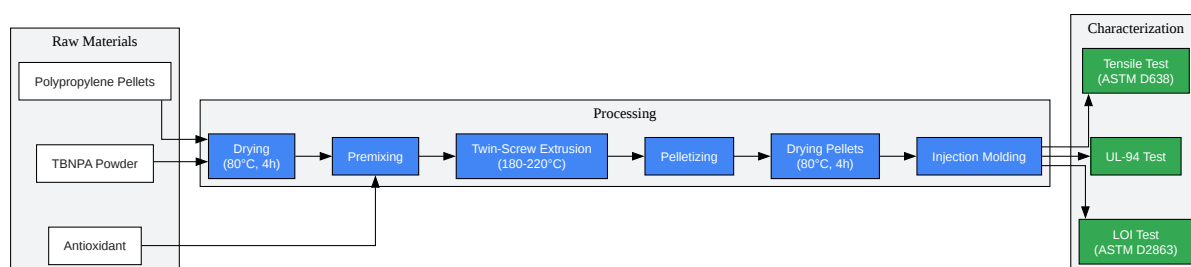 Raw Materials
Polypropylene Pellets
TBNPA Powder
Antioxidant
Processing
Drying
(80°C, 4h)
Premixing
Twin-Screw Extrusion
(180-220°C)
Pelletizing
Drying Pellets
(80°C, 4h)
Injection Molding
Characterization
Tensile Test
(ASTM D638)
UL-94 Test
LOI Test
(ASTM D2863)